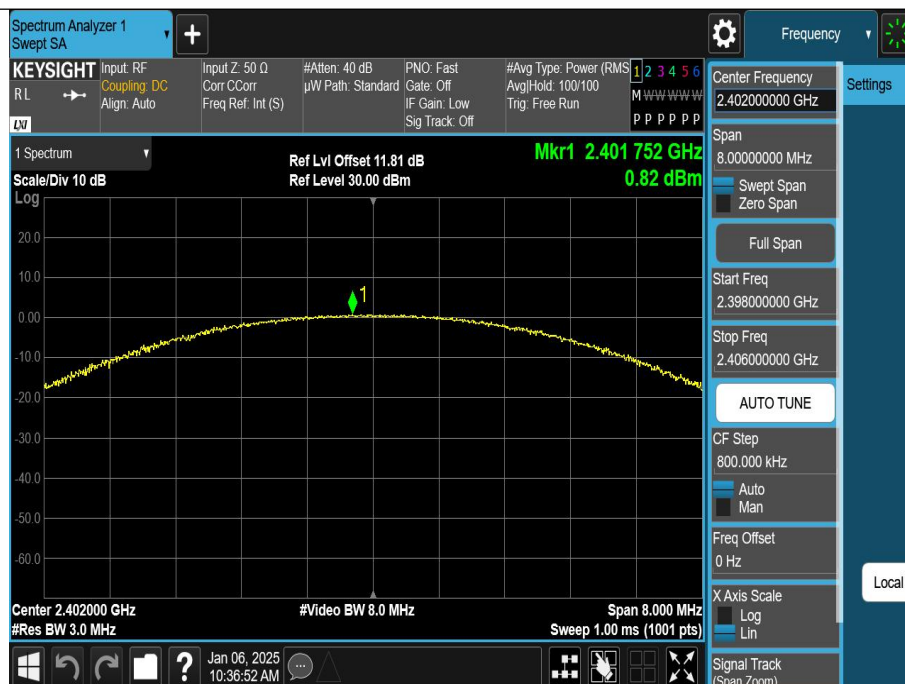 Spectrum Analyzer 1
Swept SA
+
Frequency
KEYSIGHT
RL
LXI
Input: RF
Coupling: DC
Align: Auto
Input Z: 50 Ω
Corr CCorr
Freq Ref: Int (S)
#Atten: 40 dB
µW Path: Standard
PNO: Fast
Gate: Off
IF Gain: Low
Sig Track: Off
#Avg Type: Power (RMS
Avg|Hold: 100/100
Trig: Free Run
1 2 3 4 5 6
M W W W W W
P P P P P P
Center Frequency
2.402000000 GHz
Settings
1 Spectrum
Scale/Div 10 dB
Log
Ref Lvl Offset 11.81 dB
Ref Level 30.00 dBm
Mkr1 2.401 752 GHz
0.82 dBm
20.0
10.0
0.00
-10.0
-20.0
-30.0
-40.0
-50.0
-60.0
1
Center 2.402000 GHz
#Res BW 3.0 MHz
#Video BW 8.0 MHz
Span 8.000 MHz
Sweep 1.00 ms (1001 pts)
Span
8.00000000 MHz
Swept Span
Zero Span
Full Span
Start Freq
2.398000000 GHz
Stop Freq
2.406000000 GHz
AUTO TUNE
CF Step
800.000 kHz
Auto
Man
Freq Offset
0 Hz
X Axis Scale
Log
Lin
Signal Track
(Span Zoom)
Local
?
Jan 06, 2025
10:36:52 AM